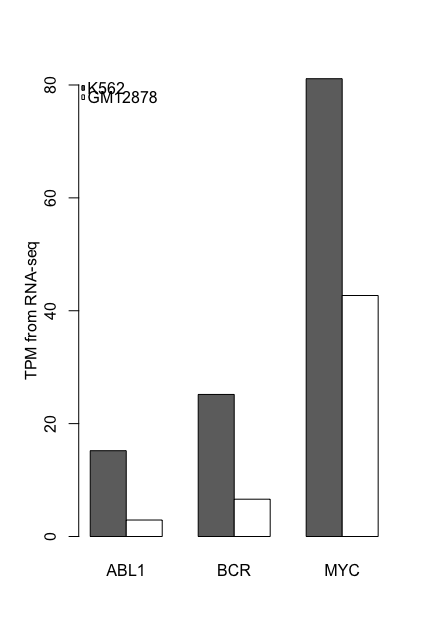 K562
GM12878
80
60
40
20
0
TPM from RNA-seq
ABL1 BCR MYC